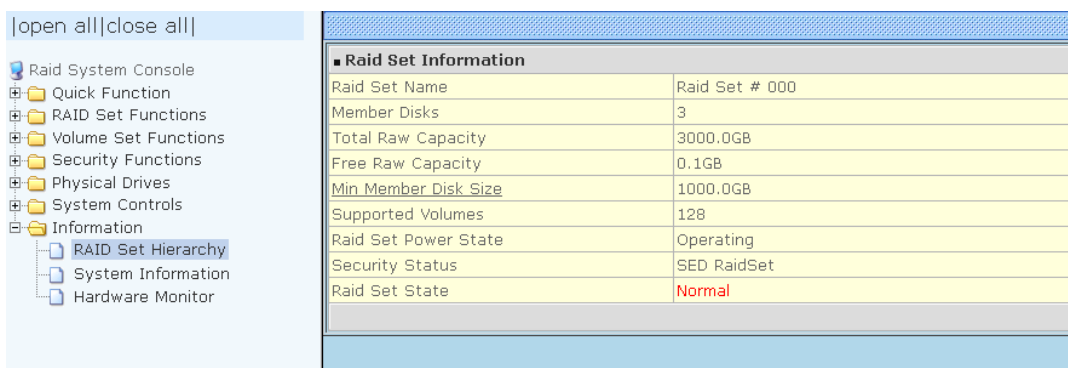 |open all|close all|
Raid System Console
Quick Function
RAID Set Functions
Volume Set Functions
Security Functions
Physical Drives
System Controls
Information
RAID Set Hierarchy
System Information
Hardware Monitor
Raid Set Information
Raid Set Name Raid Set # 000
Member Disks 3
Total Raw Capacity 3000.0GB
Free Raw Capacity 0.1GB
Min Member Disk Size 1000.0GB
Supported Volumes 128
Raid Set Power State Operating
Security Status SED RaidSet
Raid Set State Normal